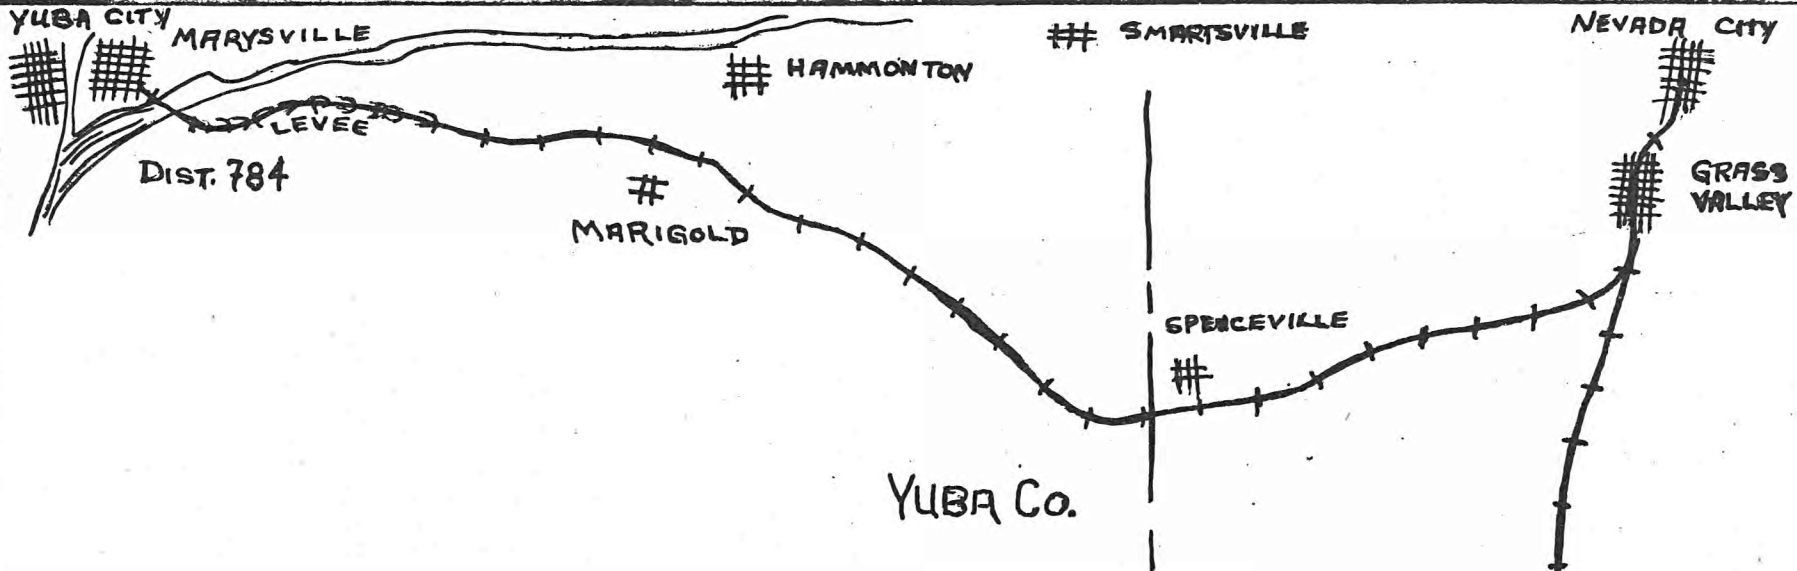 YUBA CITY
MARYSVILLE
SMARTSVILLE
NEVADA CITY
HAMMONTON
LEVEE
DIST. 784
GRASS
VALLEY
MARIGOLD
SPENCEVILLE
YUBA CO.